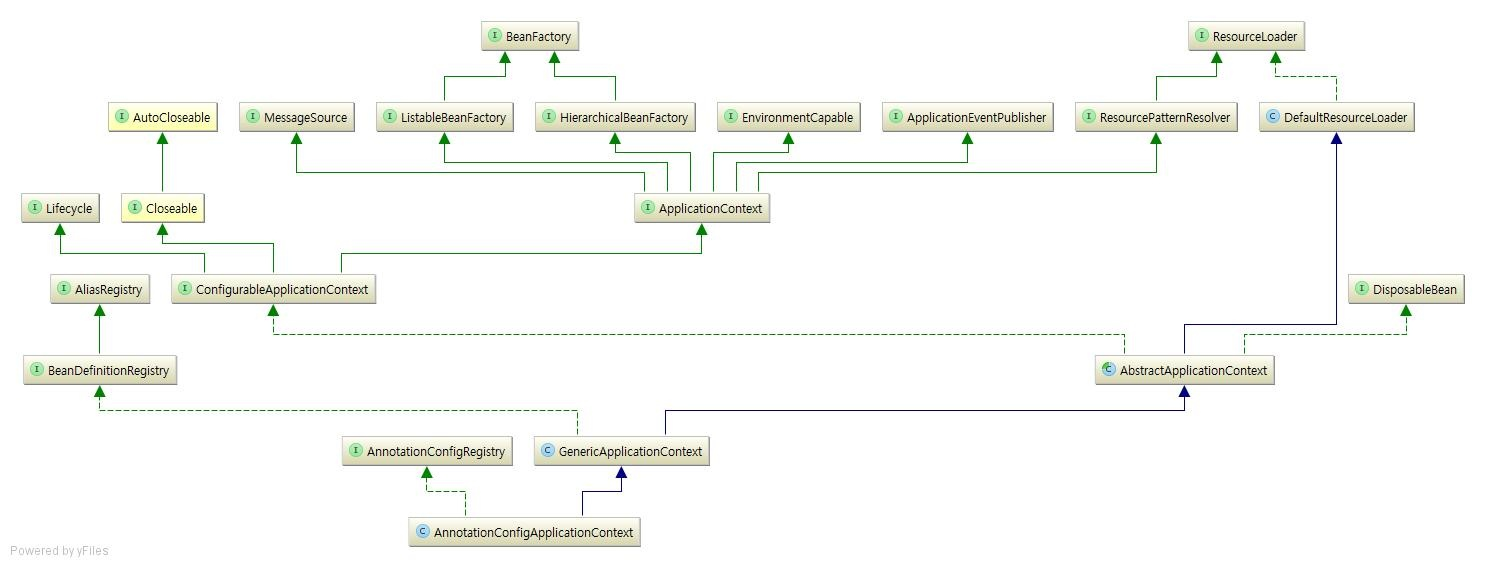 I BeanFactory
I ResourceLoader
I AutoCloseable
I MessageSource
I ListableBeanFactory
I HierarchicalBeanFactory
I EnvironmentCapable
I ApplicationEventPublisher
I ResourcePatternResolver
C DefaultResourceLoader
I Lifecycle
I Closeable
I ApplicationContext
I AliasRegistry
I ConfigurableApplicationContext
I DisposableBean
I BeanDefinitionRegistry
C AbstractApplicationContext
I AnnotationConfigRegistry
C GenericApplicationContext
C AnnotationConfigApplicationContext
Powered by yFiles